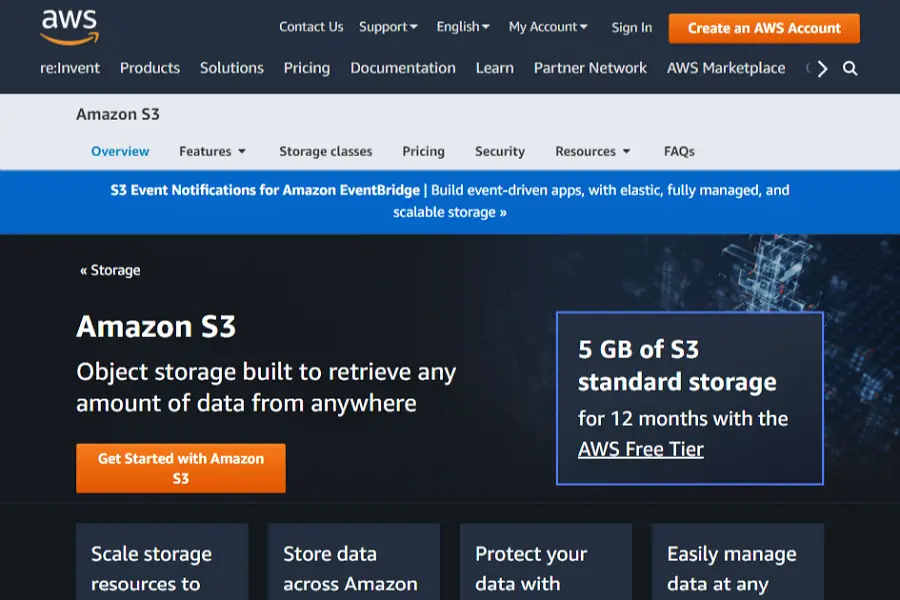 aws
Contact Us Support English My Account Sign In Create an AWS Account
re:Invent Products Solutions Pricing Documentation Learn Partner Network AWS Marketplace
Amazon S3
Overview Features Storage classes Pricing Security Resources FAQs
S3 Event Notifications for Amazon EventBridge | Build event-driven apps, with elastic, fully managed, and
scalable storage »
« Storage
Amazon S3
Object storage built to retrieve any
amount of data from anywhere
Get Started with Amazon
S3
5 GB of S3
standard storage
for 12 months with the
AWS Free Tier
Scale storage
resources to
Store data
across Amazon
Protect your
data with
Easily manage
data at any